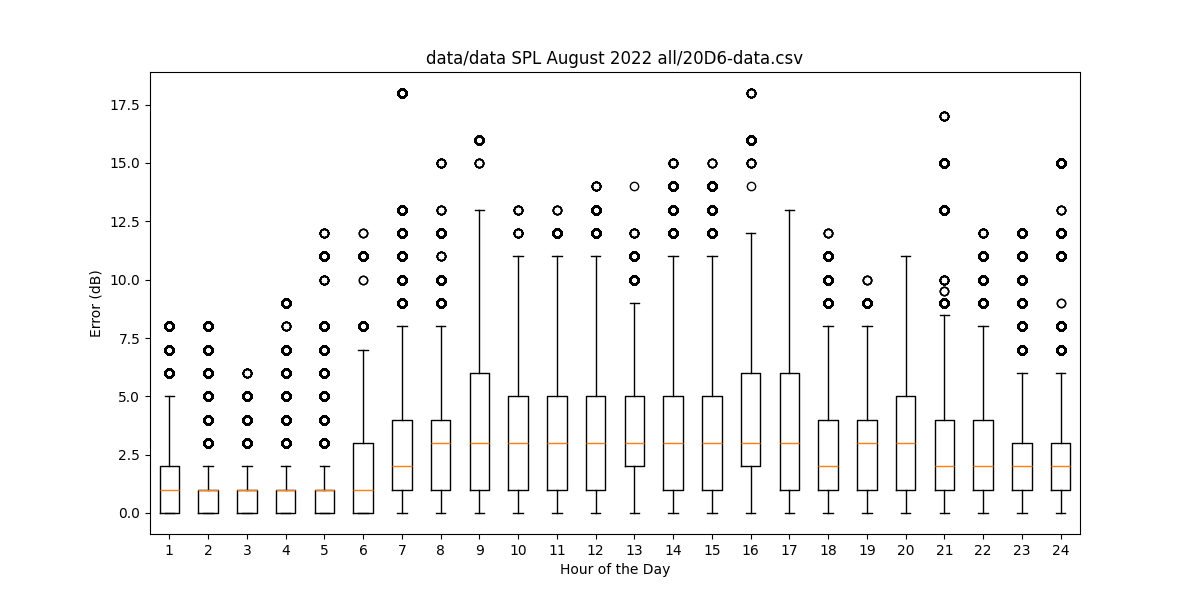 data/data SPL August 2022 all/20D6-data.csv
17.5
15.0
12.5
10.0
7.5
5.0
2.5
0.0
Error (dB)
1 2 3 4 5 6 7 8 9 10 11 12 13 14 15 16 17 18 19 20 21 22 23 24
Hour of the Day